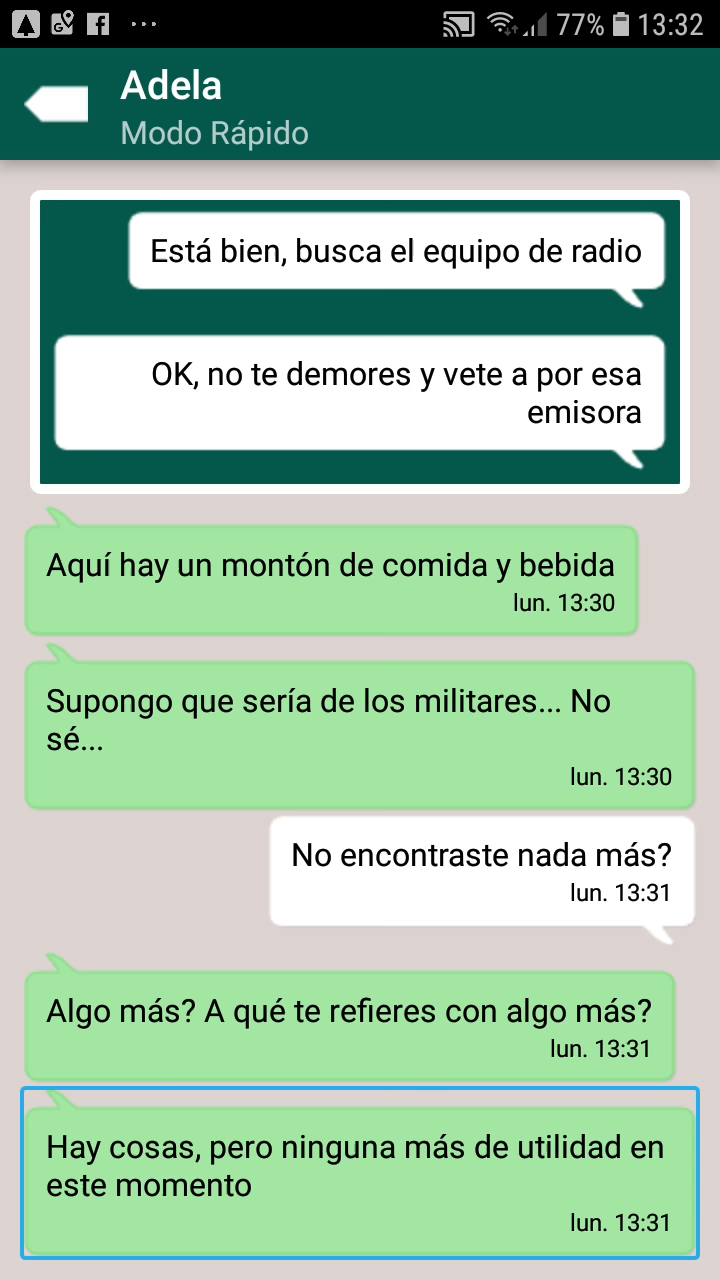 77% 13:32
Adela
Modo Rápido
Está bien, busca el equipo de radio
OK, no te demores y vete a por esa
emisora
Aquí hay un montón de comida y bebida
lun. 13:30
Supongo que sería de los militares... No
sé...
lun. 13:30
No encontraste nada más?
lun. 13:31
Algo más? A qué te refieres con algo más?
lun. 13:31
Hay cosas, pero ninguna más de utilidad en
este momento
lun. 13:31